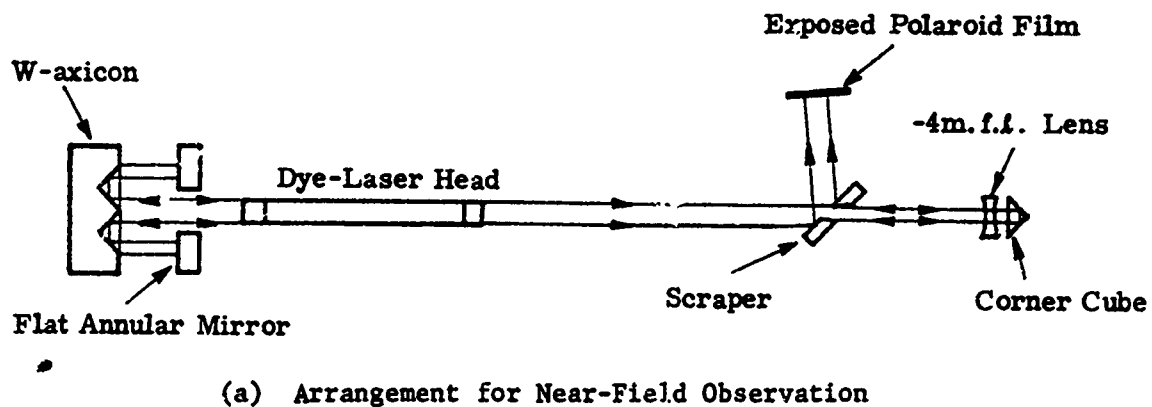 Exposed Polaroid Film
W-axicon
-4m.f.l. Lens
Dye-Laser Head
Scraper
Corner Cube
Flat Annular Mirror
(a) Arrangement for Near-Field Observation